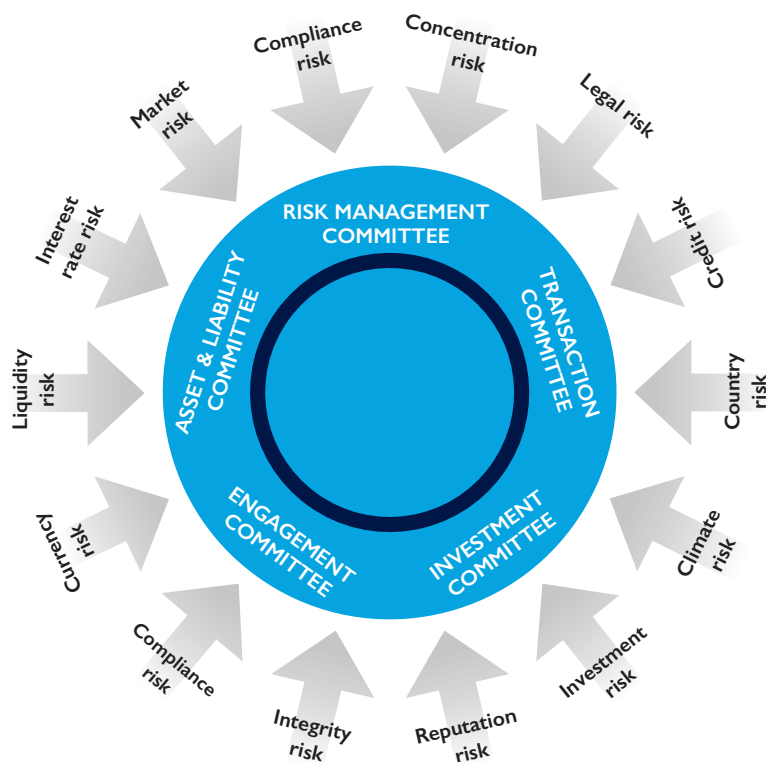 Compliance
risk
Concentration
risk
Legal risk
Credit risk
Country
risk
Climate
risk
Investment
risk
Reputation
risk
Integrity
risk
Compliance
risk
Currency
risk
Liquidity
risk
Interest
rate risk
Market
risk
RISK MANAGEMENT
COMMITTEE
TRANSACTION
COMMITTEE
INVESTMENT
COMMITTEE
ENGAGEMENT
COMMITTEE
ASSET & LIABILITY
COMMITTEE